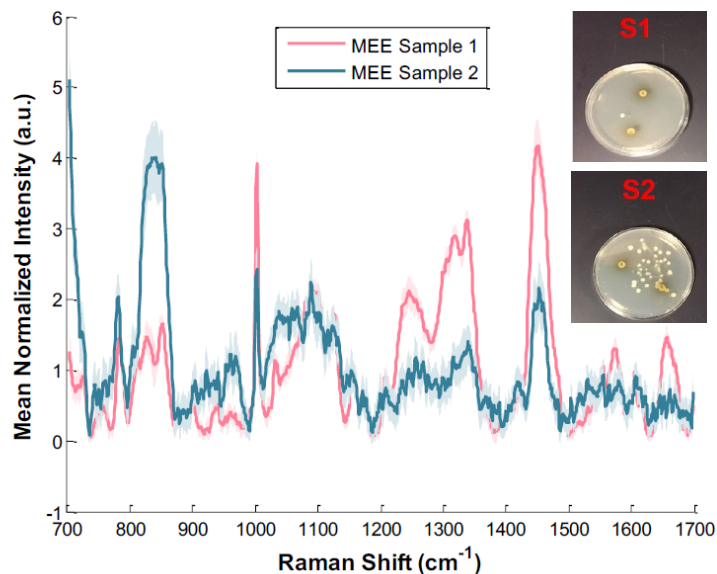 6
5
4
3
2
1
0
-1
Mean Normalized Intensity (a.u.)
MEE Sample 1
MEE Sample 2
S1
S2
700 800 900 1000 1100 1200 1300 1400 1500 1600 1700
Raman Shift (cm⁻¹)